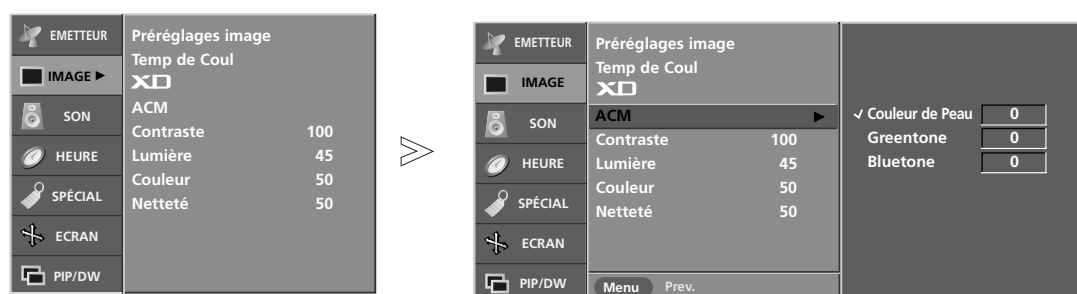 EMETTEUR
IMAGE ►
SON
HEURE
SPÉCIAL
ECRAN
PIP/DW
Préréglages image
Temp de Coul
XD
ACM
Contraste 100
Lumière 45
Couleur 50
Netteté 50
EMETTEUR
IMAGE
SON
HEURE
SPÉCIAL
ECRAN
PIP/DW
Préréglages image
Temp de Coul
XD
ACM ►
Contraste 100
Lumière 45
Couleur 50
Netteté 50
Menu Prev.
✓ Couleur de Peau 0
Greentone 0
Bluetone 0